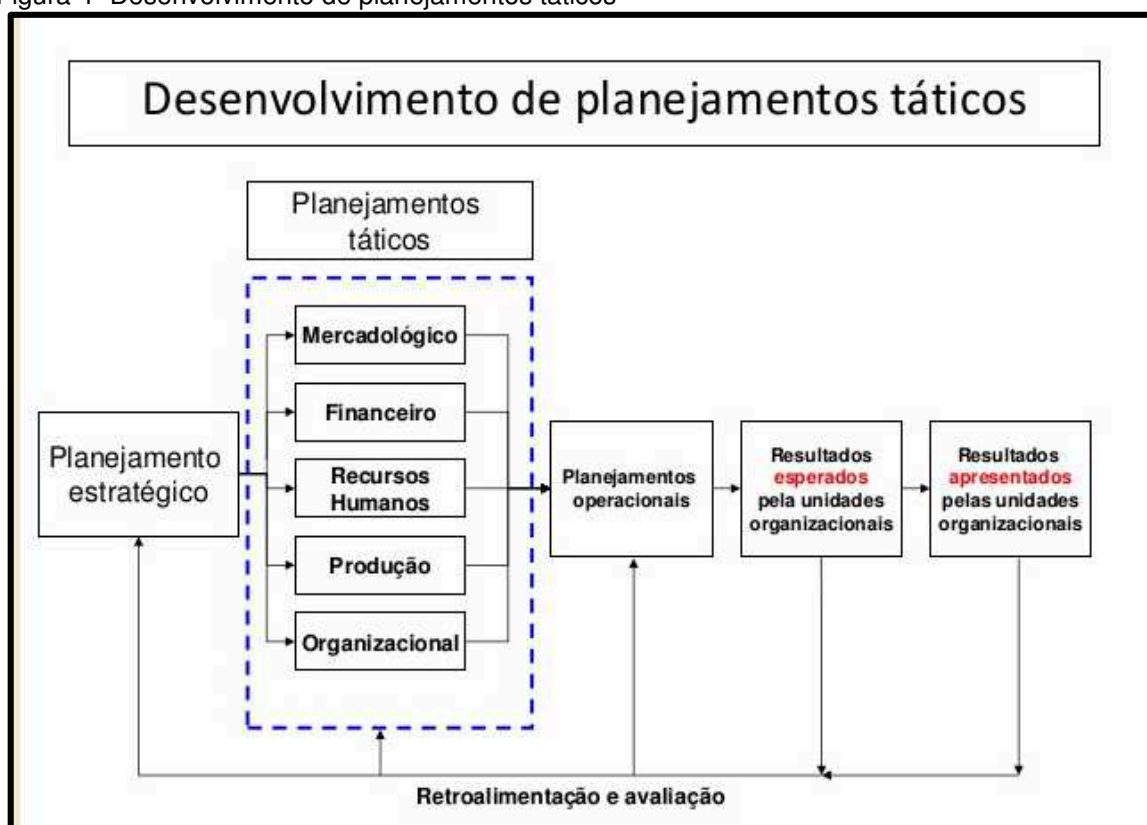 Figura 1- Desenvolvimento de planejamentos táticos
Desenvolvimento de planejamentos táticos
Planejamentos
táticos
Mercadológico
Financeiro
Planejamento
estratégico
Recursos
Humanos
Produção
Organizacional
Planejamentos
operacionais
Resultados
esperados
pela unidades
organizacionais
Resultados
apresentados
pelas unidades
organizacionais
Retroalimentação e avaliação